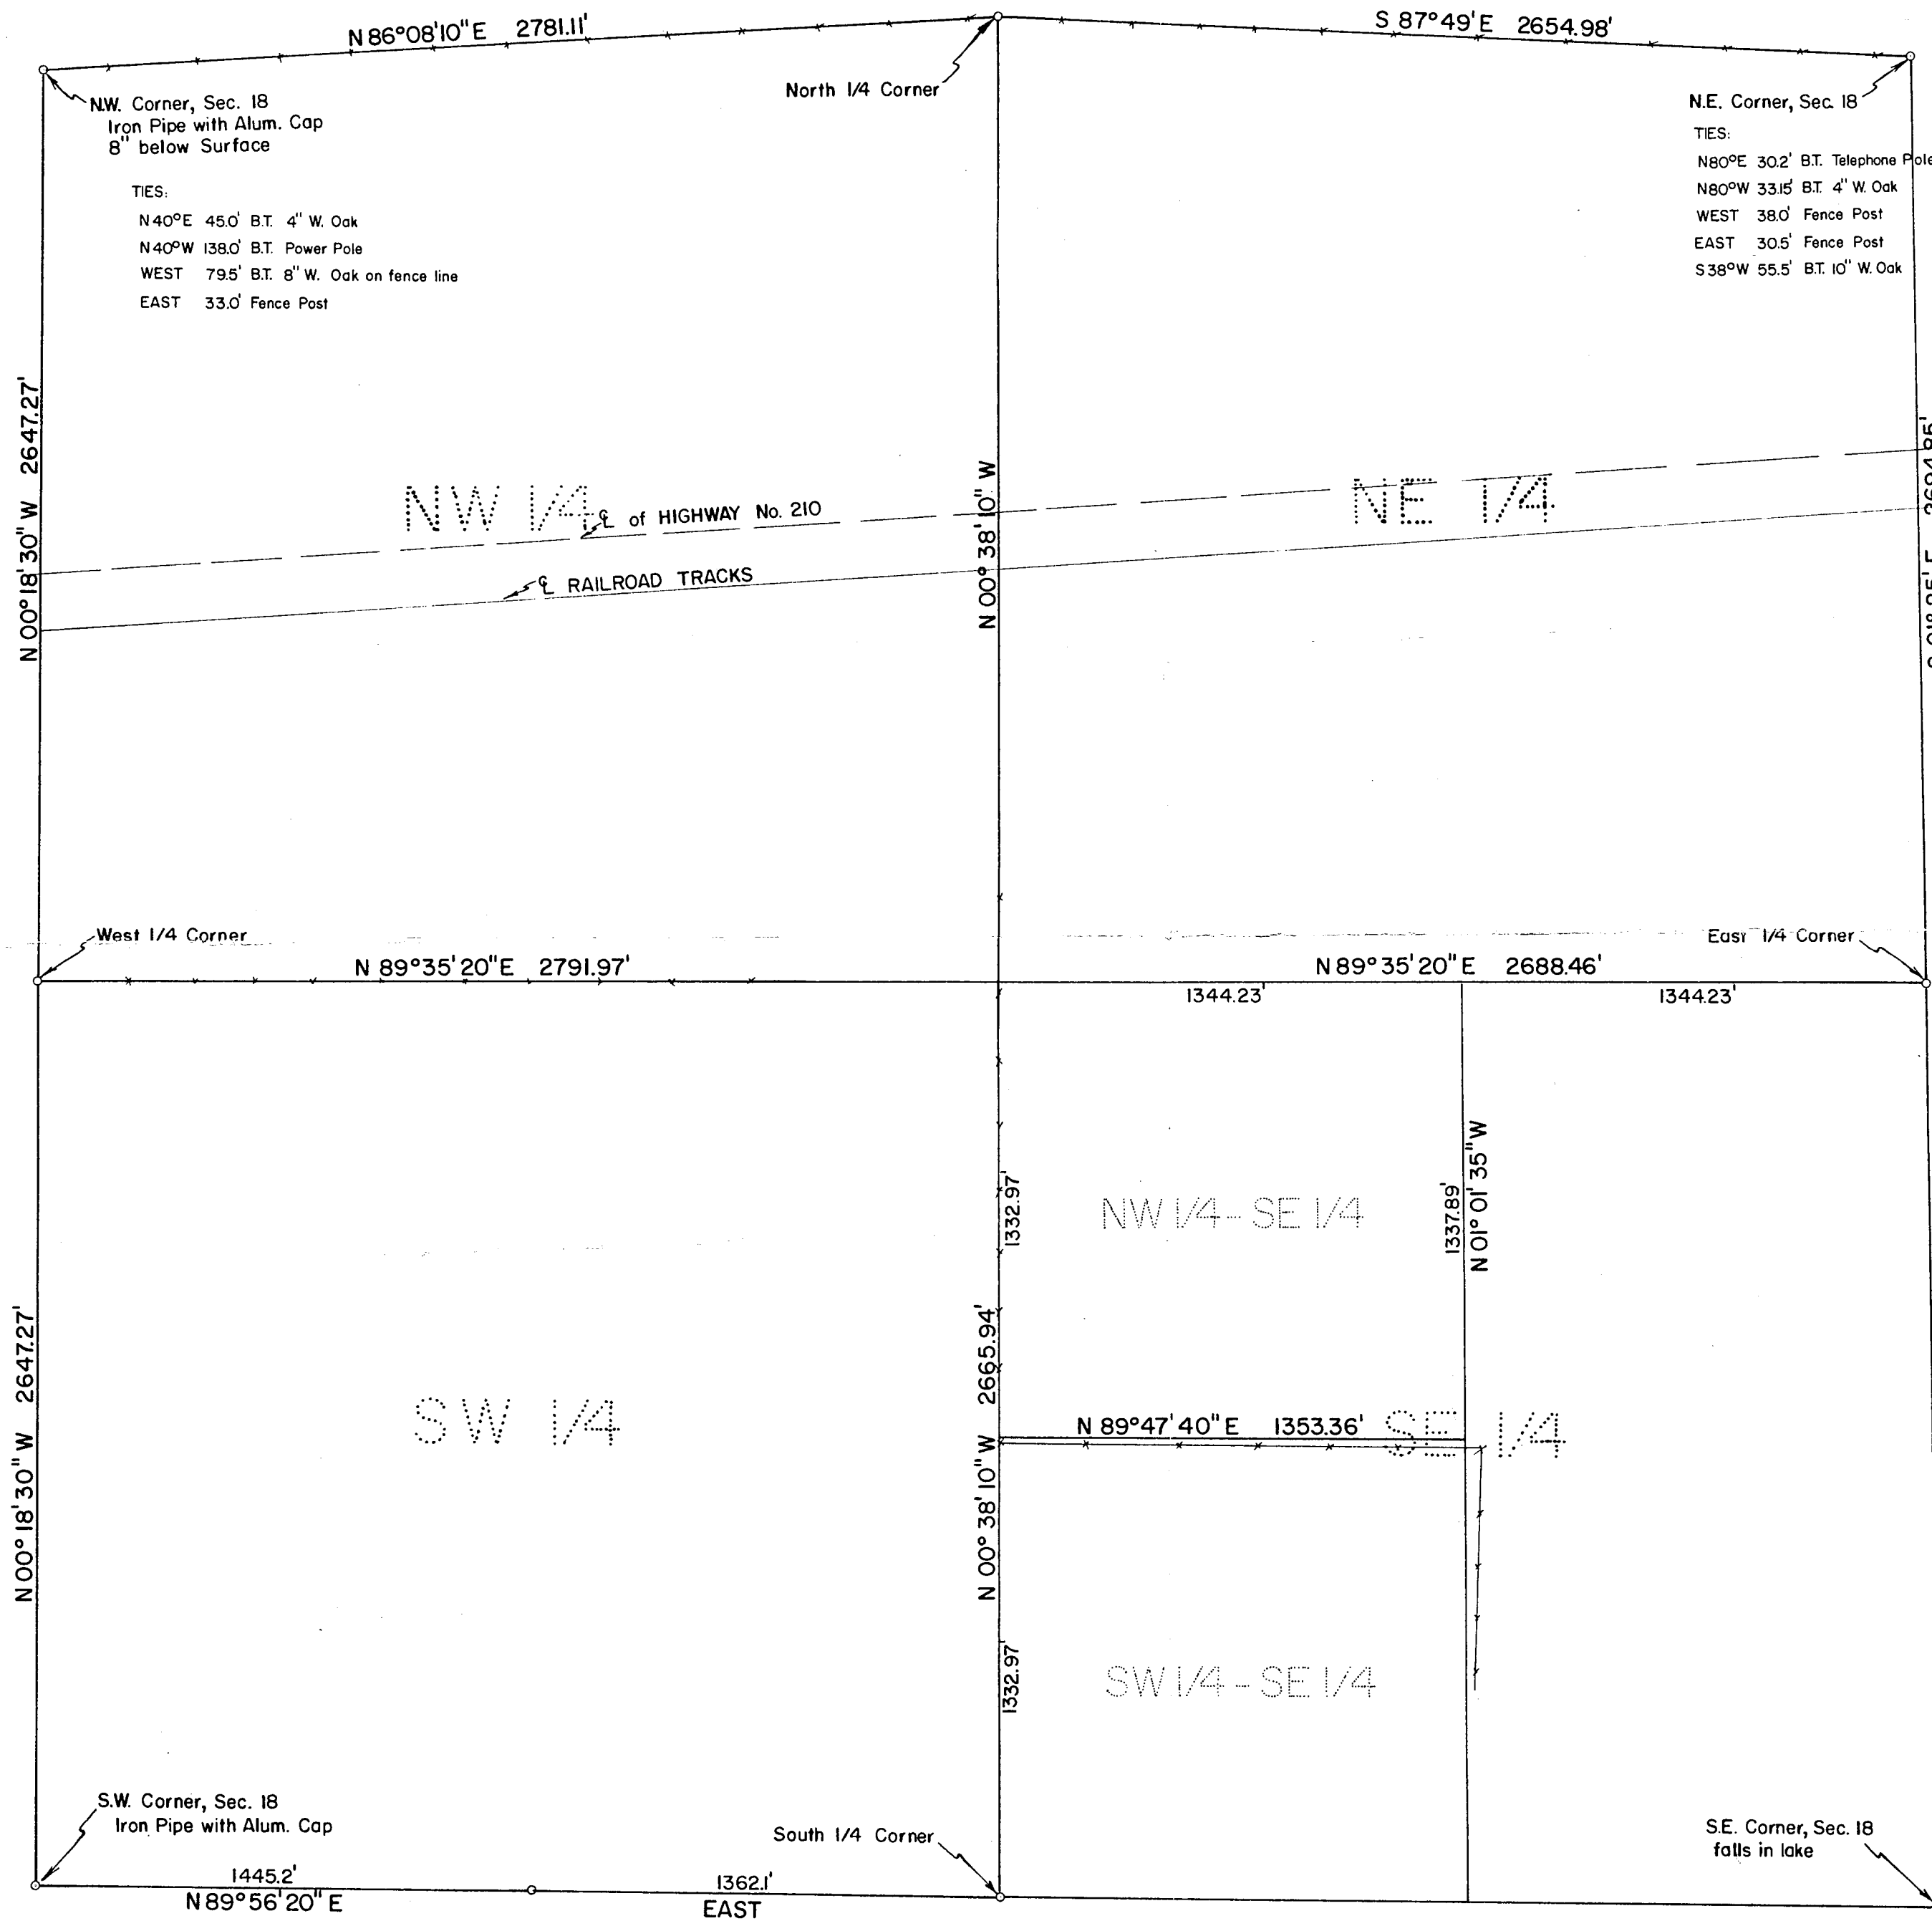 N 86°08'10" E 2781.11'
S 87°49' E 2654.98'
N.W. Corner, Sec. 18
Iron Pipe with Alum. Cap
8" below Surface
North 1/4 Corner
N.E. Corner, Sec. 18
TIES:
N 40°E 45.0' B.T. 4" W. Oak
N 40°W 138.0' B.T. Power Pole
WEST 79.5' B.T. 8" W. Oak on fence line
EAST 33.0' Fence Post
TIES:
N80°E 30.2' B.T. Telephone Pole
N80°W 33.15' B.T. 4" W. Oak
WEST 38.0' Fence Post
EAST 30.5' Fence Post
S 38°W 55.5' B.T. 10" W. Oak
N 00°18'30" W 2647.27'
NW 1/4
℄ of HIGHWAY No. 210
℄ RAILROAD TRACKS
N 00°38'10" W
NE 1/4
West 1/4 Corner
East 1/4 Corner
N 89°35'20" E 2791.97'
N 89°35'20" E 2688.46'
1344.23'
1344.23'
1332.97'
NW 1/4 - SE 1/4
1337.89'
N 01°01'35" W
N 00°18'30" W 2647.27'
SW 1/4
N 00°38'10" W 2665.94'
N 89°47'40" E 1353.36'
SE 1/4
1332.97'
SW 1/4 - SE 1/4
S.W. Corner, Sec. 18
Iron Pipe with Alum. Cap
South 1/4 Corner
S.E. Corner, Sec. 18
falls in lake
1445.2'
N 89°56'20" E
1362.1'
EAST